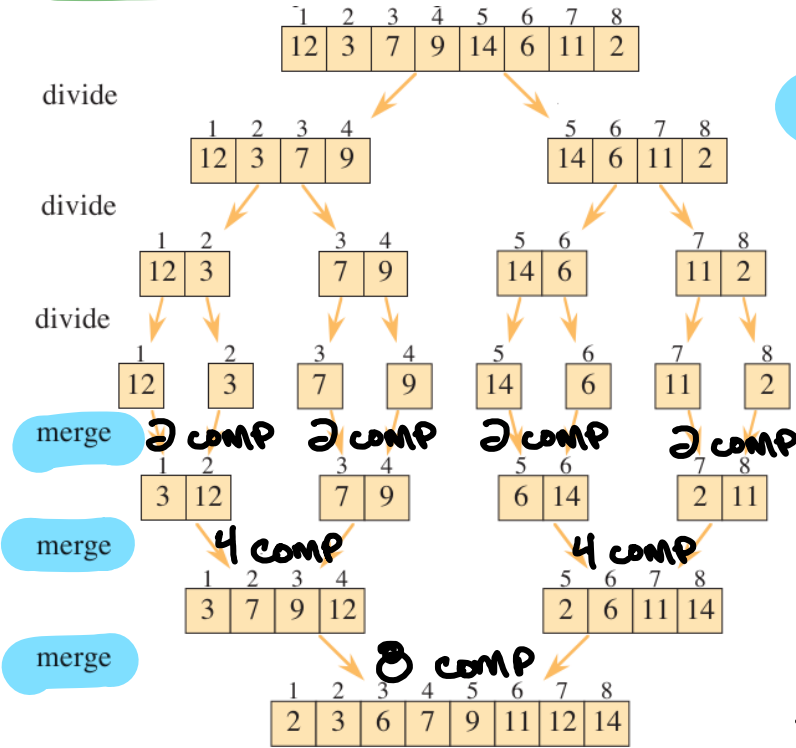 1 2 3 4 5 6 7 8
12 3 7 9 14 6 11 2
divide
1 2 3 4 5 6 7 8
12 3 7 9 14 6 11 2
divide
1 2 3 4 5 6 7 8
12 3 7 9 14 6 11 2
divide
1 2 3 4 5 6 7 8
12 3 7 9 14 6 11 2
merge 2 comp 2 comp 2 comp 2 comp
1 2 3 4 5 6 7 8
3 12 7 9 6 14 2 11
merge 4 comp 4 comp
1 2 3 4 5 6 7 8
3 7 9 12 2 6 11 14
merge 8 comp
1 2 3 4 5 6 7 8
2 3 6 7 9 11 12 14